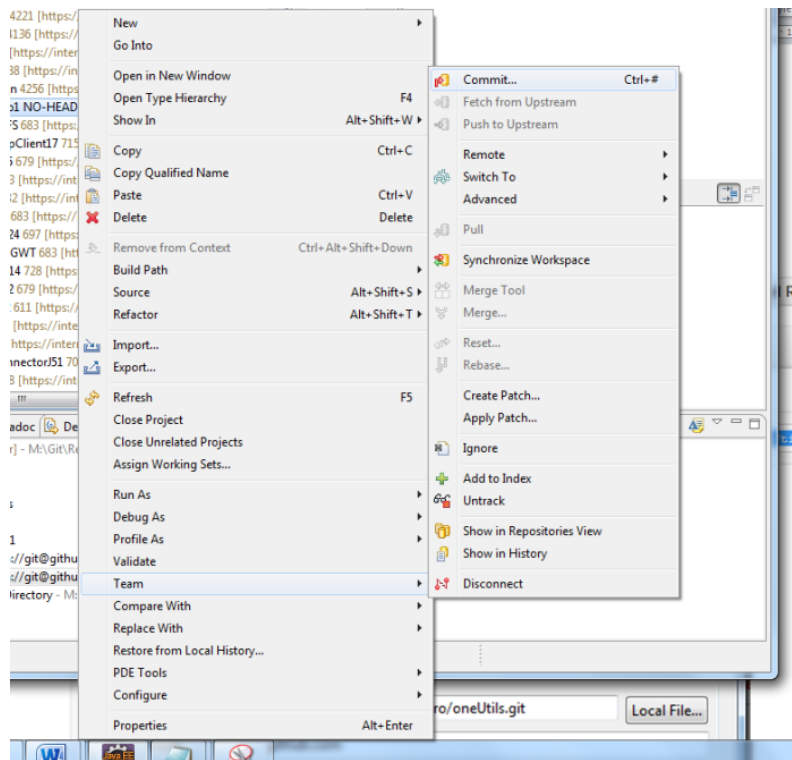 4221 [https:/
4136 [https://
[https://inter
38 [https://in
n 4256 [https
o1 NO-HEAD
FS 683 [https:
pClient17 715
5 679 [https:/
3 [https://int
32 [https://int
683 [https://
24 697 [https:
GWT 683 [htt
14 728 [https
2 679 [https:/
: 611 [https://
[https://inte
https://interi
nnectorJ51 70
8 [https://int
adoc
De
r] - M:\Git\Re
s
1
://git@githu
://git@githu
Directory - M:
New
Go Into
Open in New Window
Open Type Hierarchy F4
Show In Alt+Shift+W
Copy Ctrl+C
Copy Qualified Name
Paste Ctrl+V
Delete Delete
Remove from Context Ctrl+Alt+Shift+Down
Build Path
Source Alt+Shift+S
Refactor Alt+Shift+T
Import...
Export...
Refresh F5
Close Project
Close Unrelated Projects
Assign Working Sets...
Run As
Debug As
Profile As
Validate
Team
Compare With
Replace With
Restore from Local History...
PDE Tools
Configure
Properties Alt+Enter
Commit... Ctrl+#
Fetch from Upstream
Push to Upstream
Remote
Switch To
Advanced
Pull
Synchronize Workspace
Merge Tool
Merge...
Reset...
Rebase...
Create Patch...
Apply Patch...
Ignore
Add to Index
Untrack
Show in Repositories View
Show in History
Disconnect
ro/oneUtils.git
Local File...
Java EE